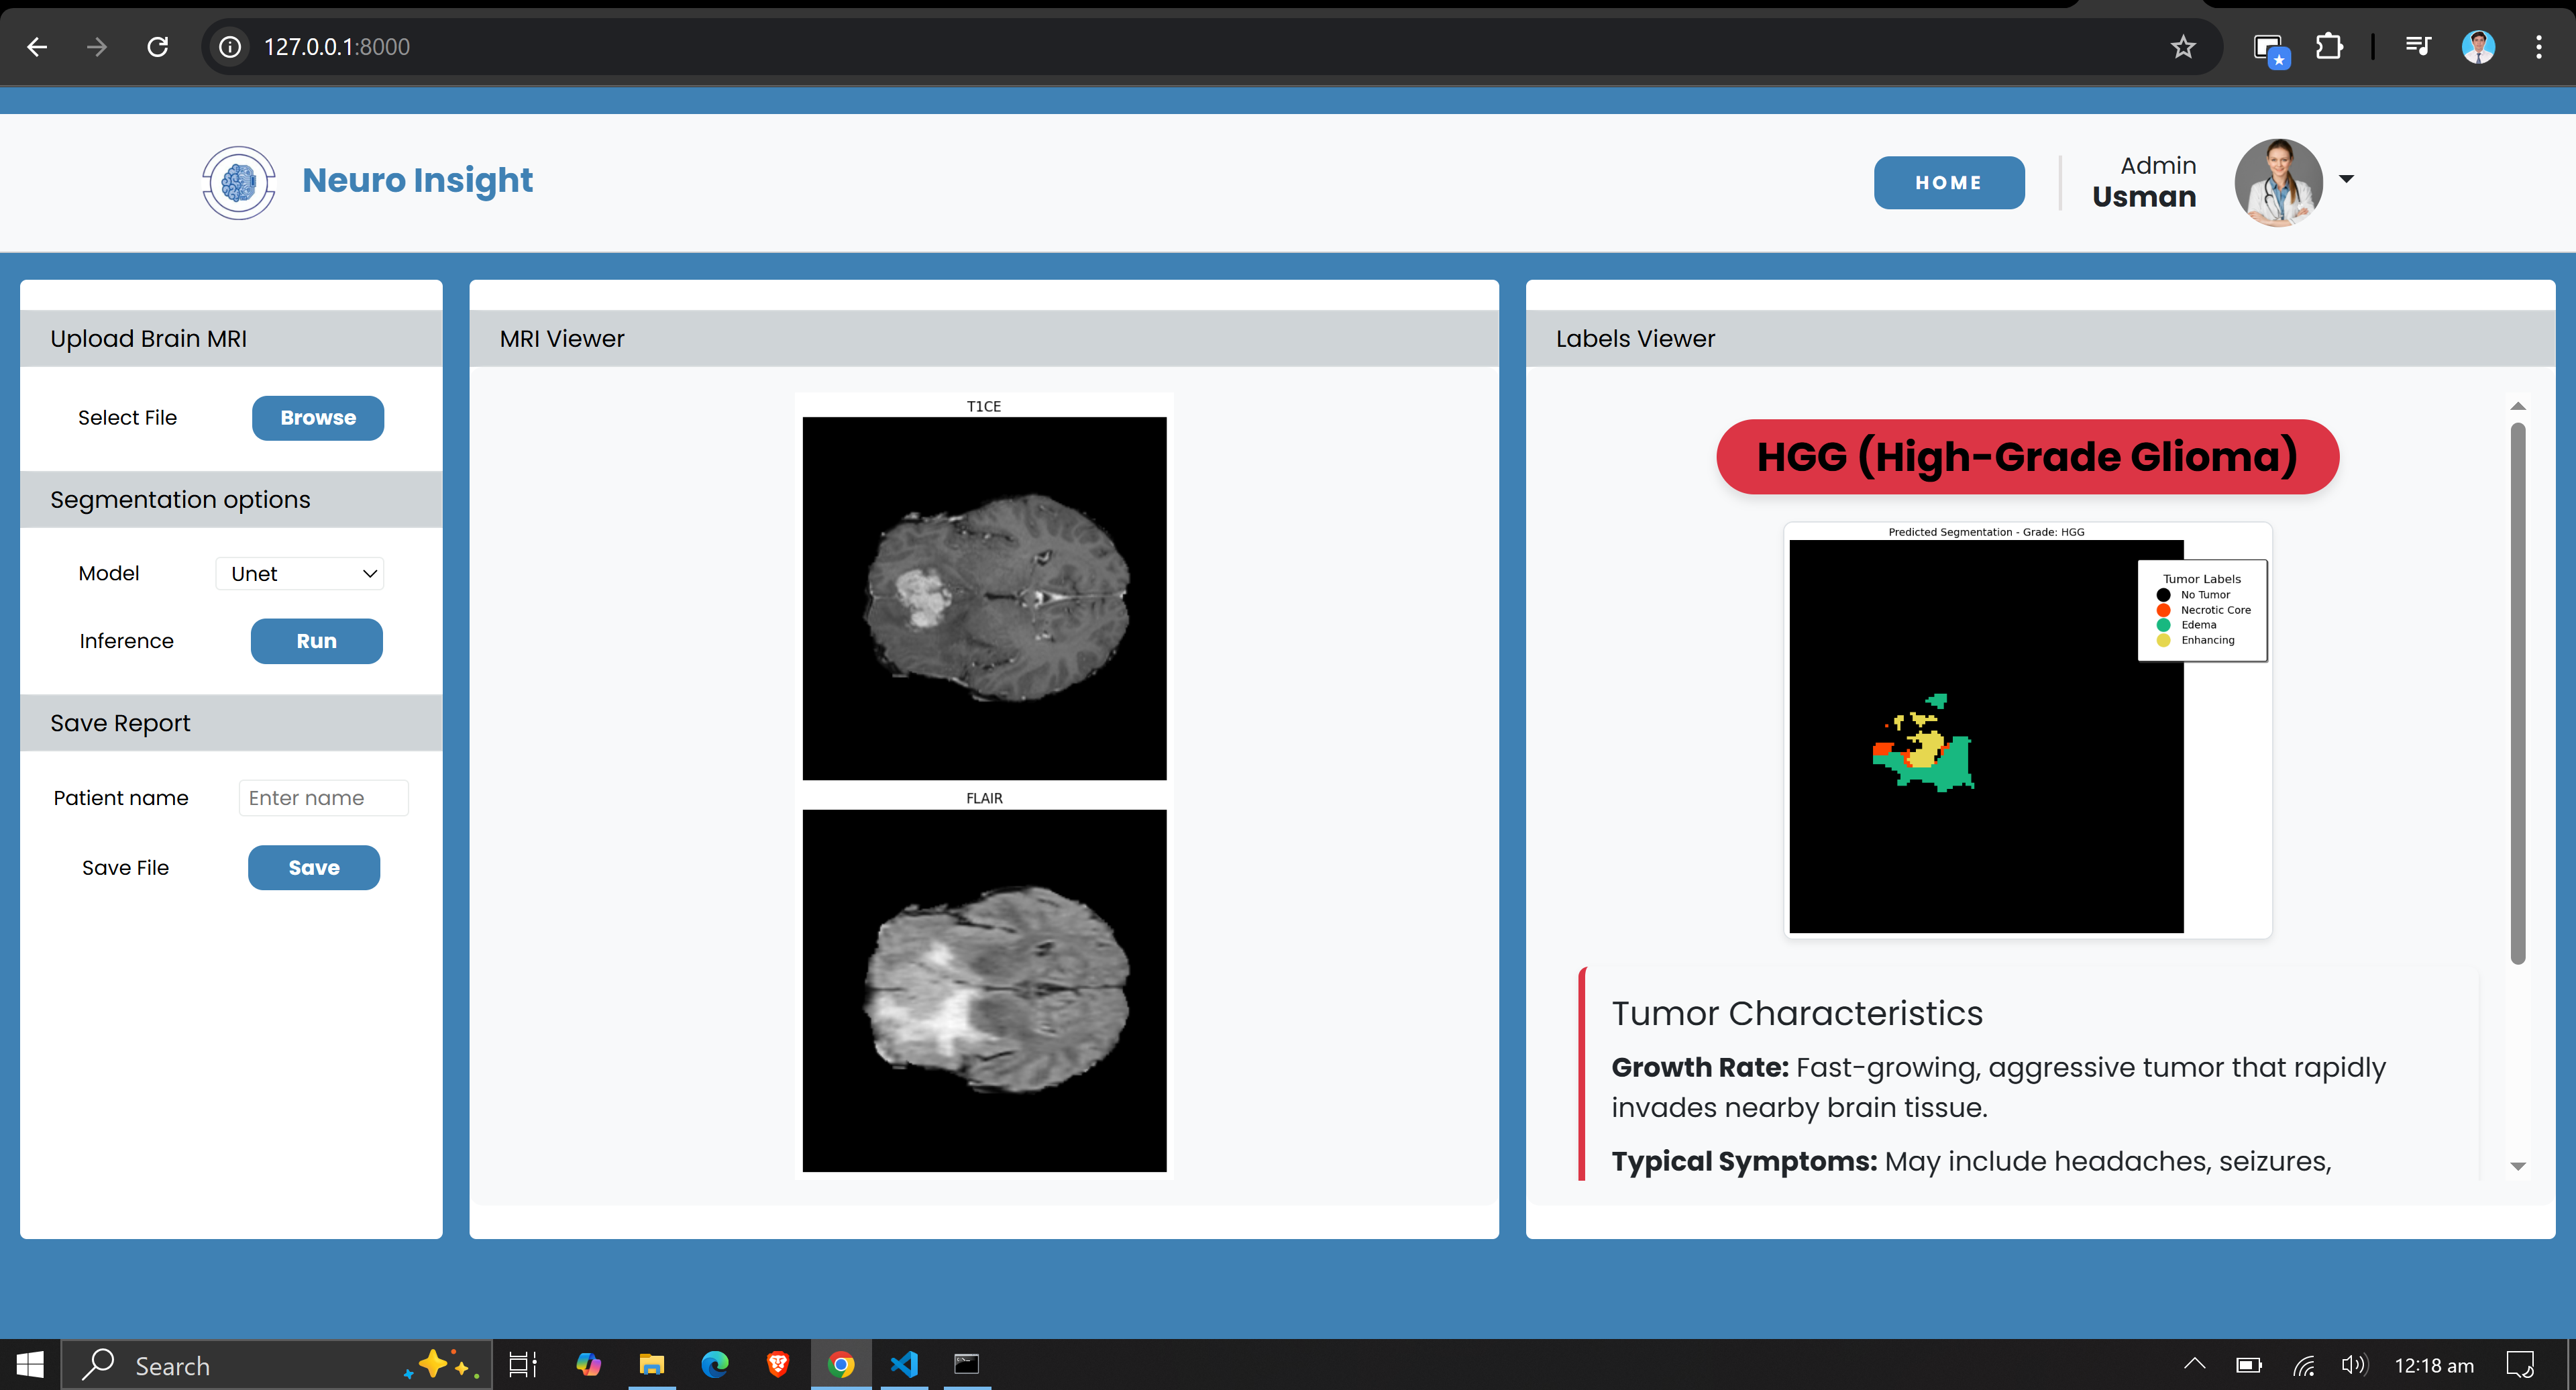 127.0.0.1:8000
Neuro Insight
HOME
Admin
Usman
Upload Brain MRI
Select File
Browse
Segmentation options
Model
Unet
Inference
Run
Save Report
Patient name
Enter name
Save File
Save
MRI Viewer
T1CE
FLAIR
Labels Viewer
HGG (High-Grade Glioma)
Predicted Segmentation - Grade: HGG
Tumor Labels
No Tumor
Necrotic Core
Edema
Enhancing
Tumor Characteristics
Growth Rate: Fast-growing, aggressive tumor that rapidly
invades nearby brain tissue.
Typical Symptoms: May include headaches, seizures,
Search
12:18 am